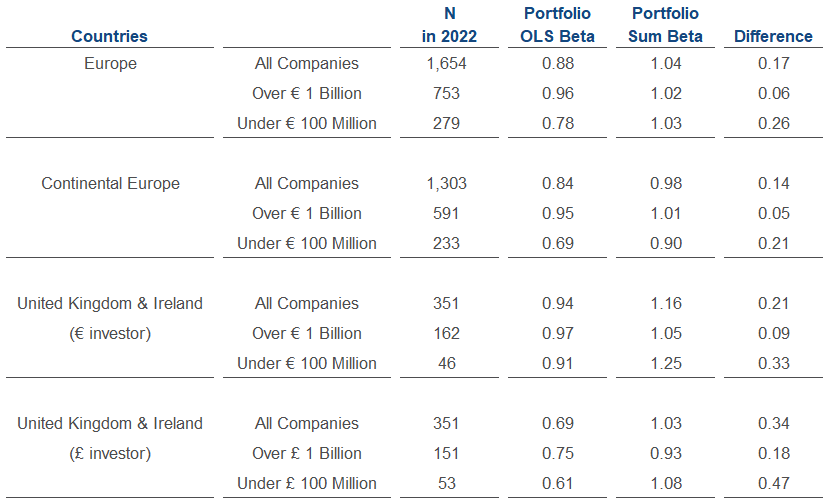 N Portfolio Portfolio
Countries in 2022 OLS Beta Sum Beta Difference
Europe All Companies 1,654 0.88 1.04 0.17
Over € 1 Billion 753 0.96 1.02 0.06
Under € 100 Million 279 0.78 1.03 0.26
Continental Europe All Companies 1,303 0.84 0.98 0.14
Over € 1 Billion 591 0.95 1.01 0.05
Under € 100 Million 233 0.69 0.90 0.21
United Kingdom & Ireland All Companies 351 0.94 1.16 0.21
(€ investor) Over € 1 Billion 162 0.97 1.05 0.09
Under € 100 Million 46 0.91 1.25 0.33
United Kingdom & Ireland All Companies 351 0.69 1.03 0.34
(£ investor) Over £ 1 Billion 151 0.75 0.93 0.18
Under £ 100 Million 53 0.61 1.08 0.47